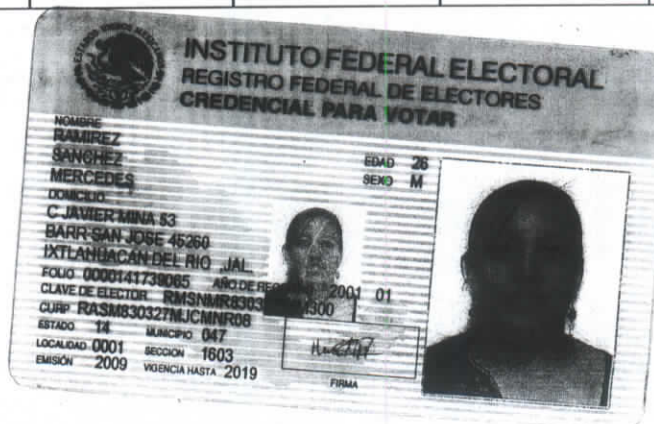 INSTITUTO FEDERAL ELECTORAL
REGISTRO FEDERAL DE ELECTORES
CREDENCIAL PARA VOTAR
NOMBRE
RAMIREZ
SANCHEZ
MERCEDES
EDAD 26
SEXO M
DOMICILIO
C JAVIER MINA 53
BARR SAN JOSE 45260
IXTLAHUACAN DEL RIO ,JAL.
FOLIO 0000141739065 AÑO DE 2001 01
CLAVE DE ELECTOR
CURP RASM830327MJCMNR08
ESTADO 14 MUNICIPIO 047
LOCALIDAD 0001 SECCION 1603
EMISIÓN 2009 VIGENCIA HASTA 2019
FIRMA